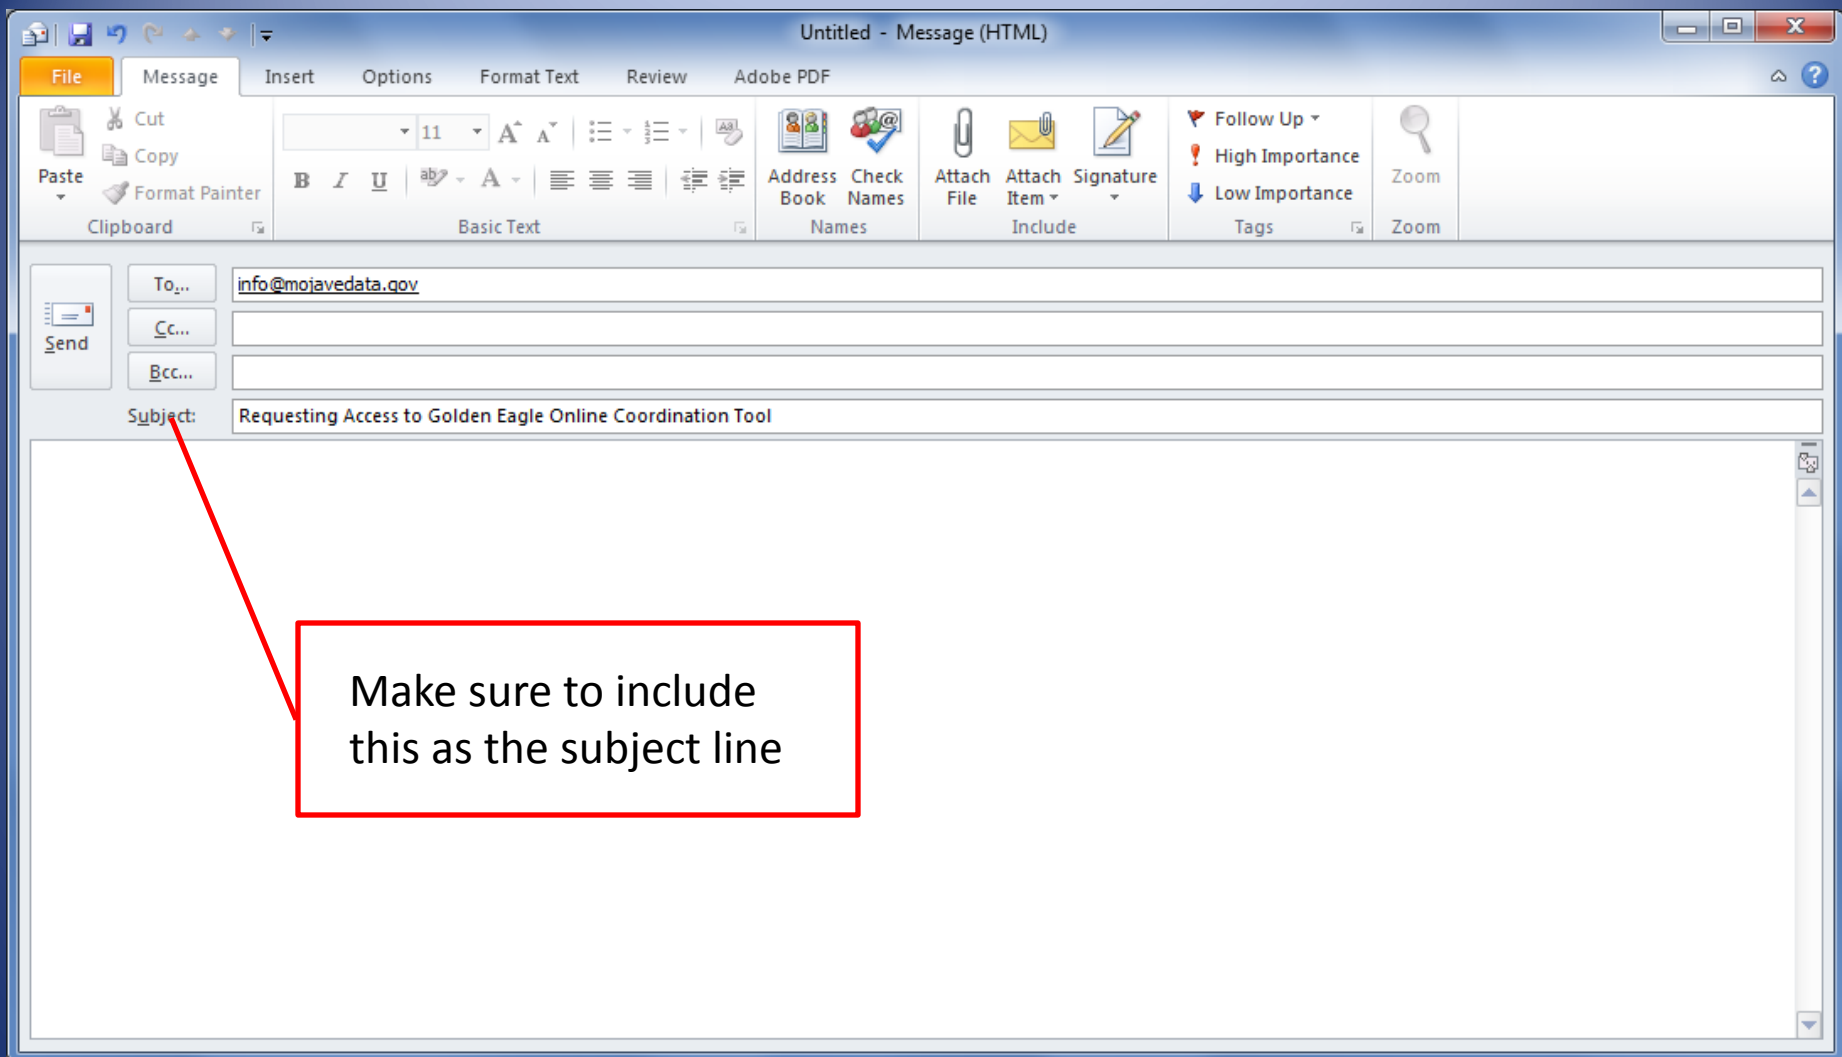 Untitled - Message (HTML)
File Message Insert Options Format Text Review Adobe PDF
Paste
Cut
Copy
Format Painter
Clipboard
11
Basic Text
Address Book
Check Names
Names
Attach File
Attach Item
Signature
Include
Follow Up
High Importance
Low Importance
Tags
Zoom
Zoom
Send
To... info@mojavedata.gov
Cc...
Bcc...
Subject: Requesting Access to Golden Eagle Online Coordination Tool
Make sure to include
this as the subject line